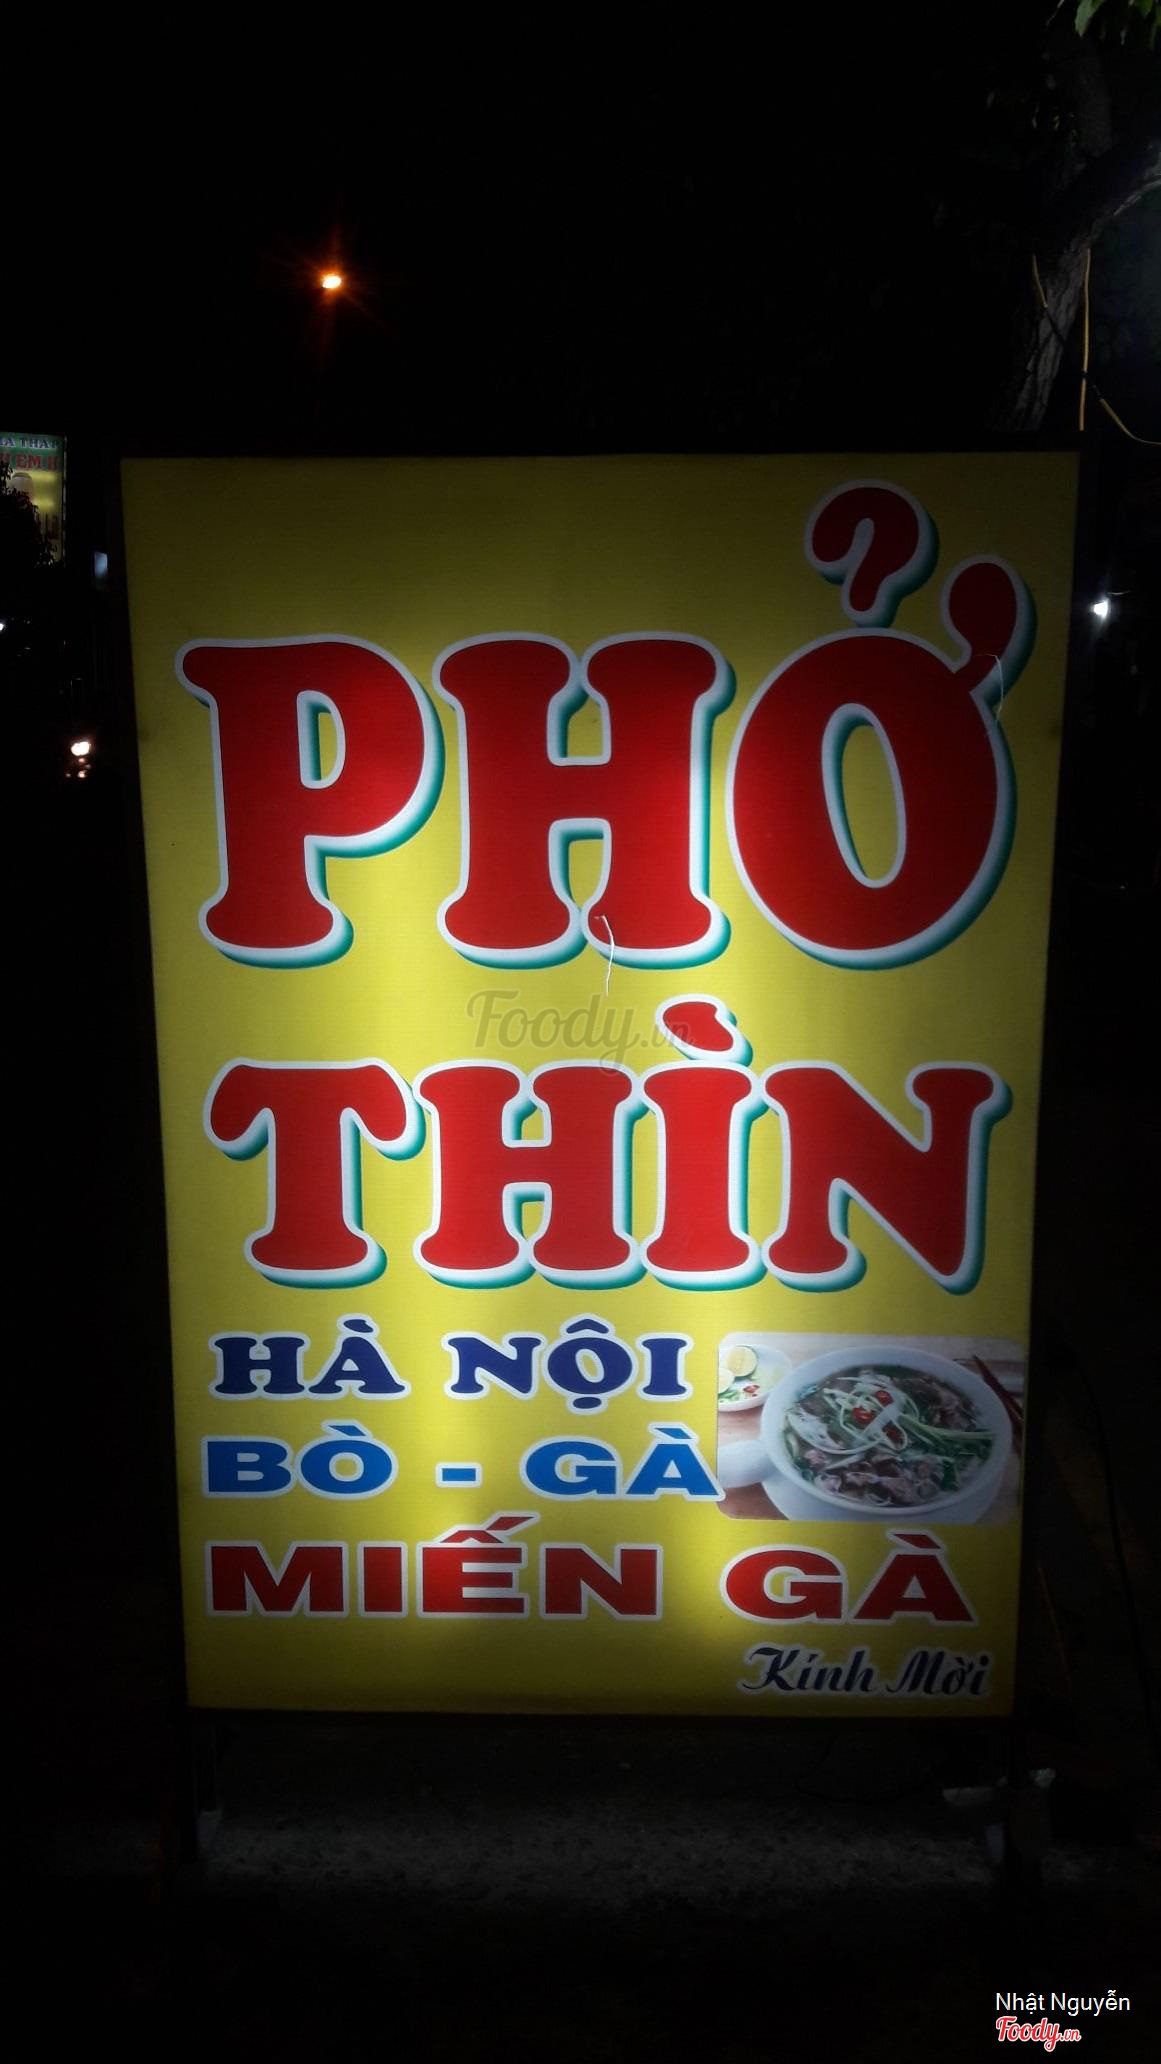 PHỞ
Foody.vn
THÌN
HÀ NỘI
BÒ - GÀ
MIẾN GÀ
Kính Mời
Nhật Nguyễn
Foody.vn